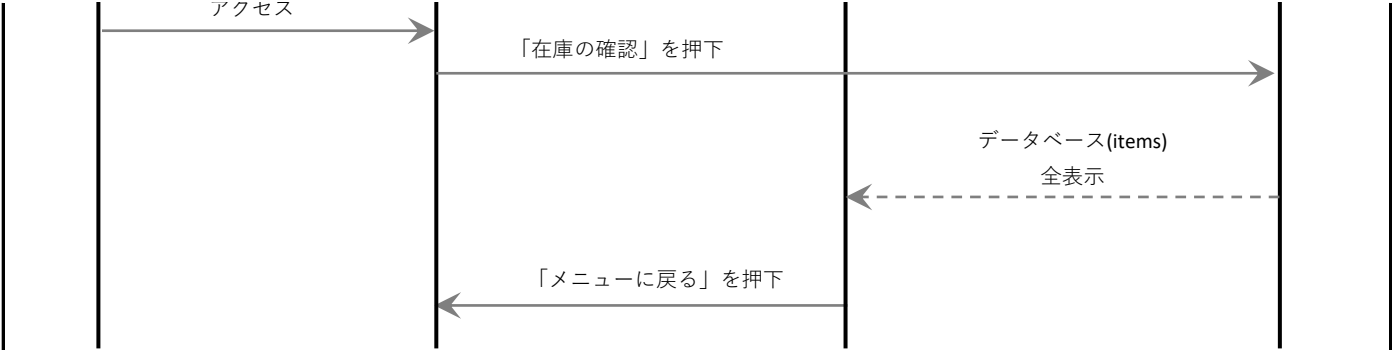 アクセス
「在庫の確認」を押下
データベース(items)
全表示
「メニューに戻る」を押下